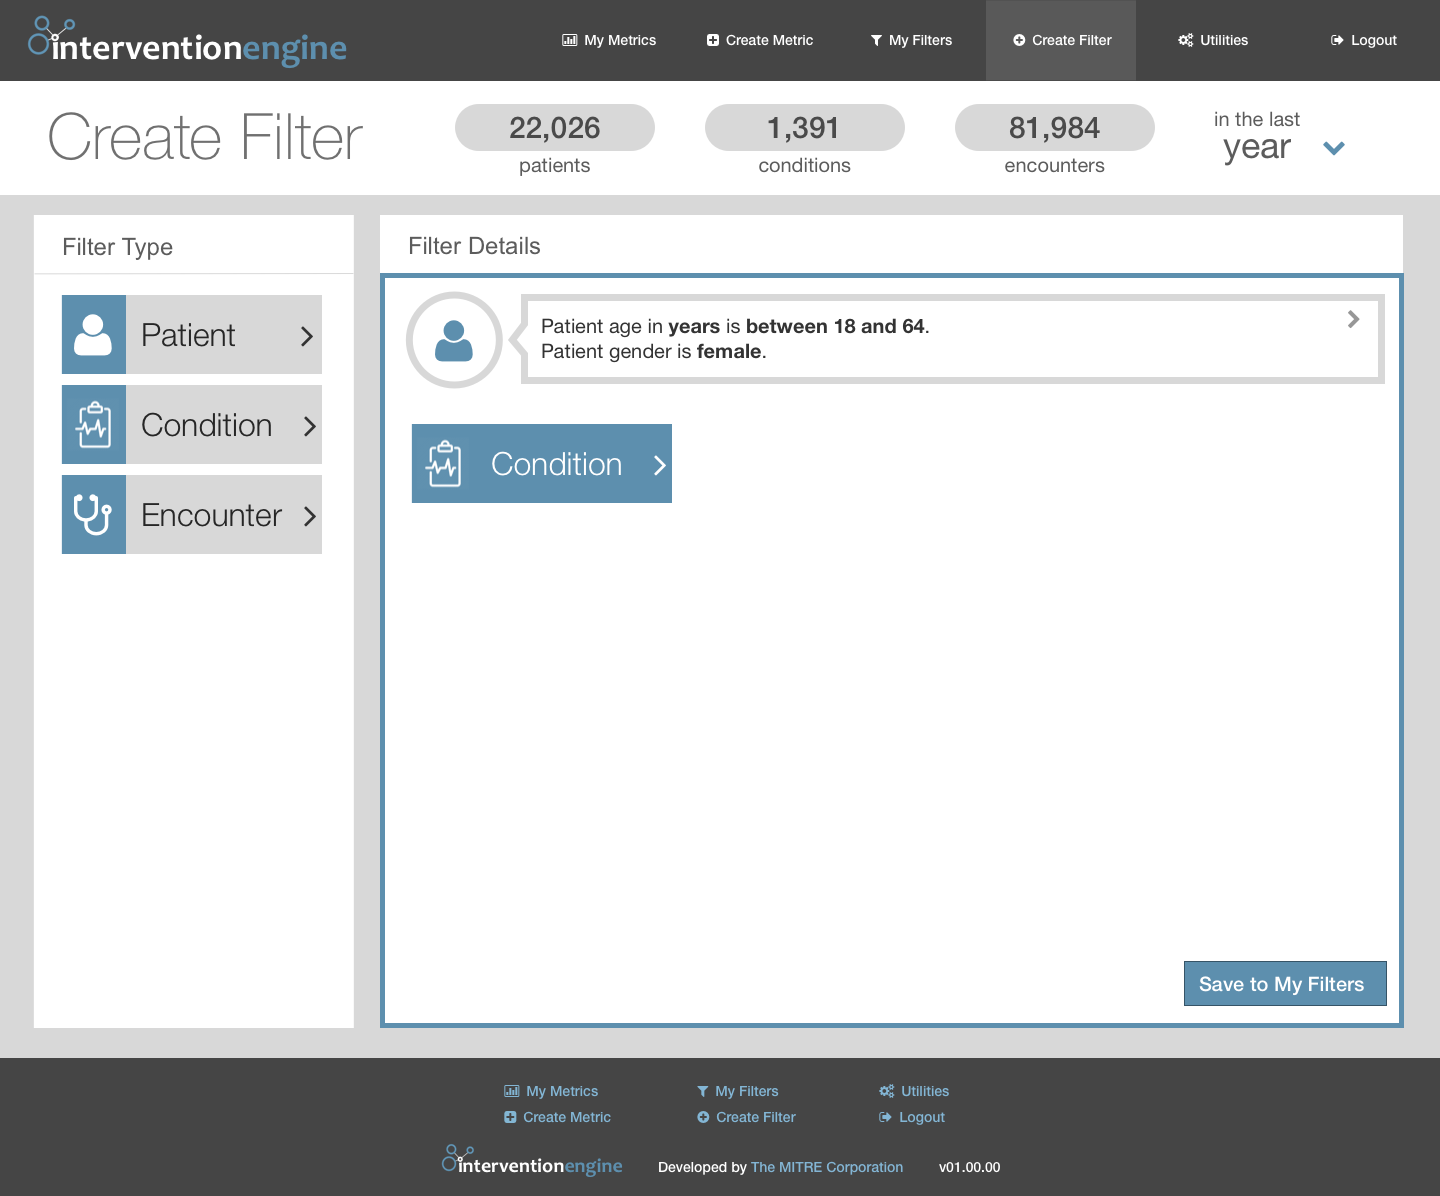 interventionengine
My Metrics
Create Metric
My Filters
Create Filter
Utilities
Logout
Create Filter
22,026
patients
1,391
conditions
81,984
encounters
in the last
year
Filter Type
Patient
Condition
Encounter
Filter Details
Patient age in years is between 18 and 64.
Patient gender is female.
Condition
Save to My Filters
My Metrics
My Filters
Utilities
Create Metric
Create Filter
Logout
interventionengine
Developed by The MITRE Corporation
v01.00.00